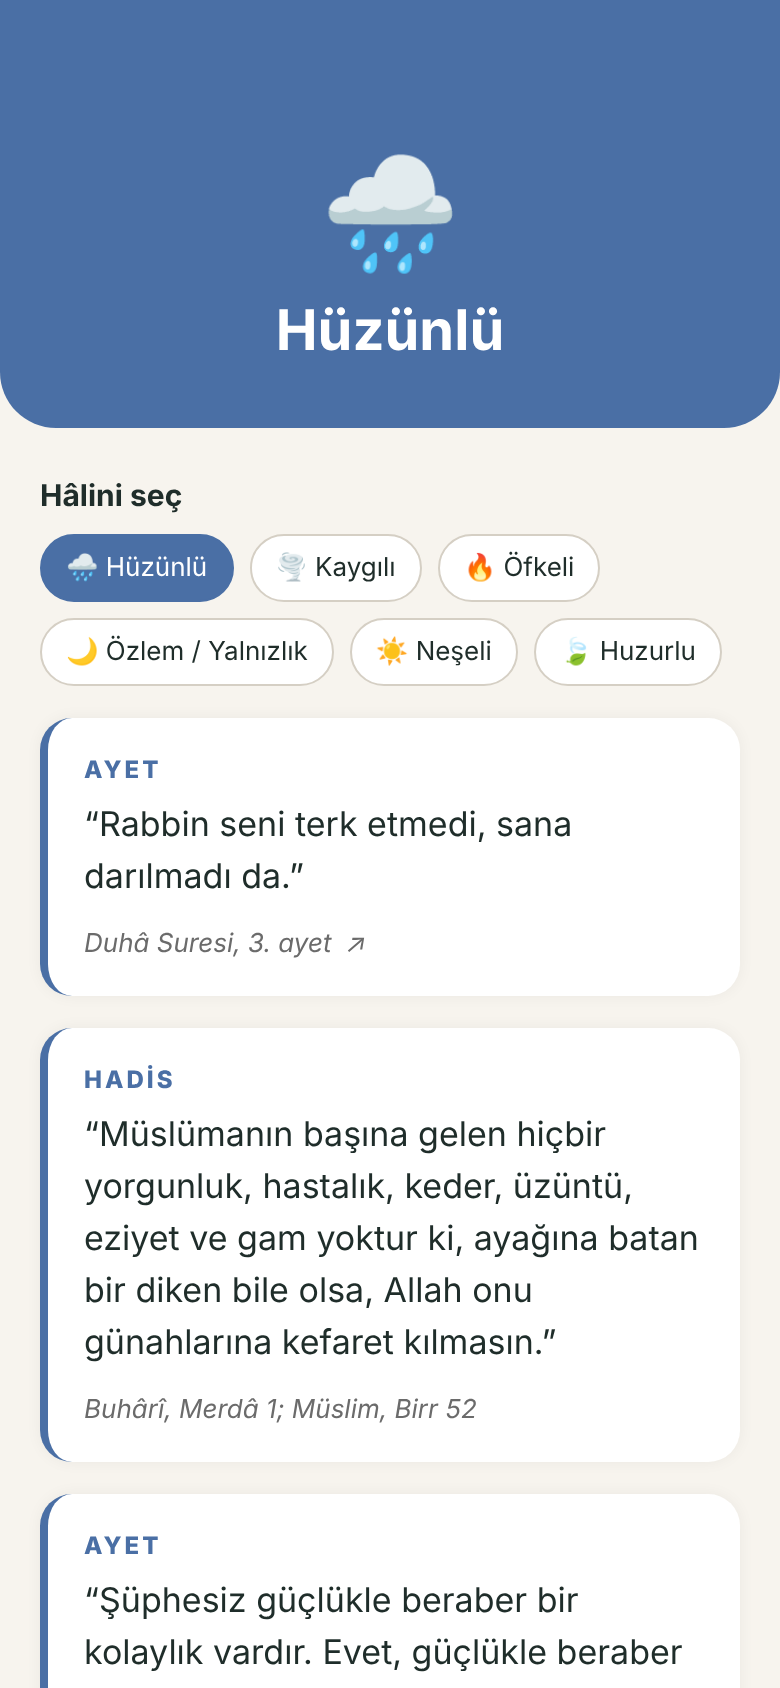 Hüzünlü
Hâlini seç
Hüzünlü
Kaygılı
Öfkeli
Özlem / Yalnızlık
Neşeli
Huzurlu
AYET
“Rabbin seni terk etmedi, sana
darılmadı da.”
Duhâ Suresi, 3. ayet ↗
HADİS
“Müslümanın başına gelen hiçbir
yorgunluk, hastalık, keder, üzüntü,
eziyet ve gam yoktur ki, ayağına batan
bir diken bile olsa, Allah onu
günahlarına kefaret kılmasın.”
Buhârî, Merdâ 1; Müslim, Birr 52
AYET
“Şüphesiz güçlükle beraber bir
kolaylık vardır. Evet, güçlükle beraber